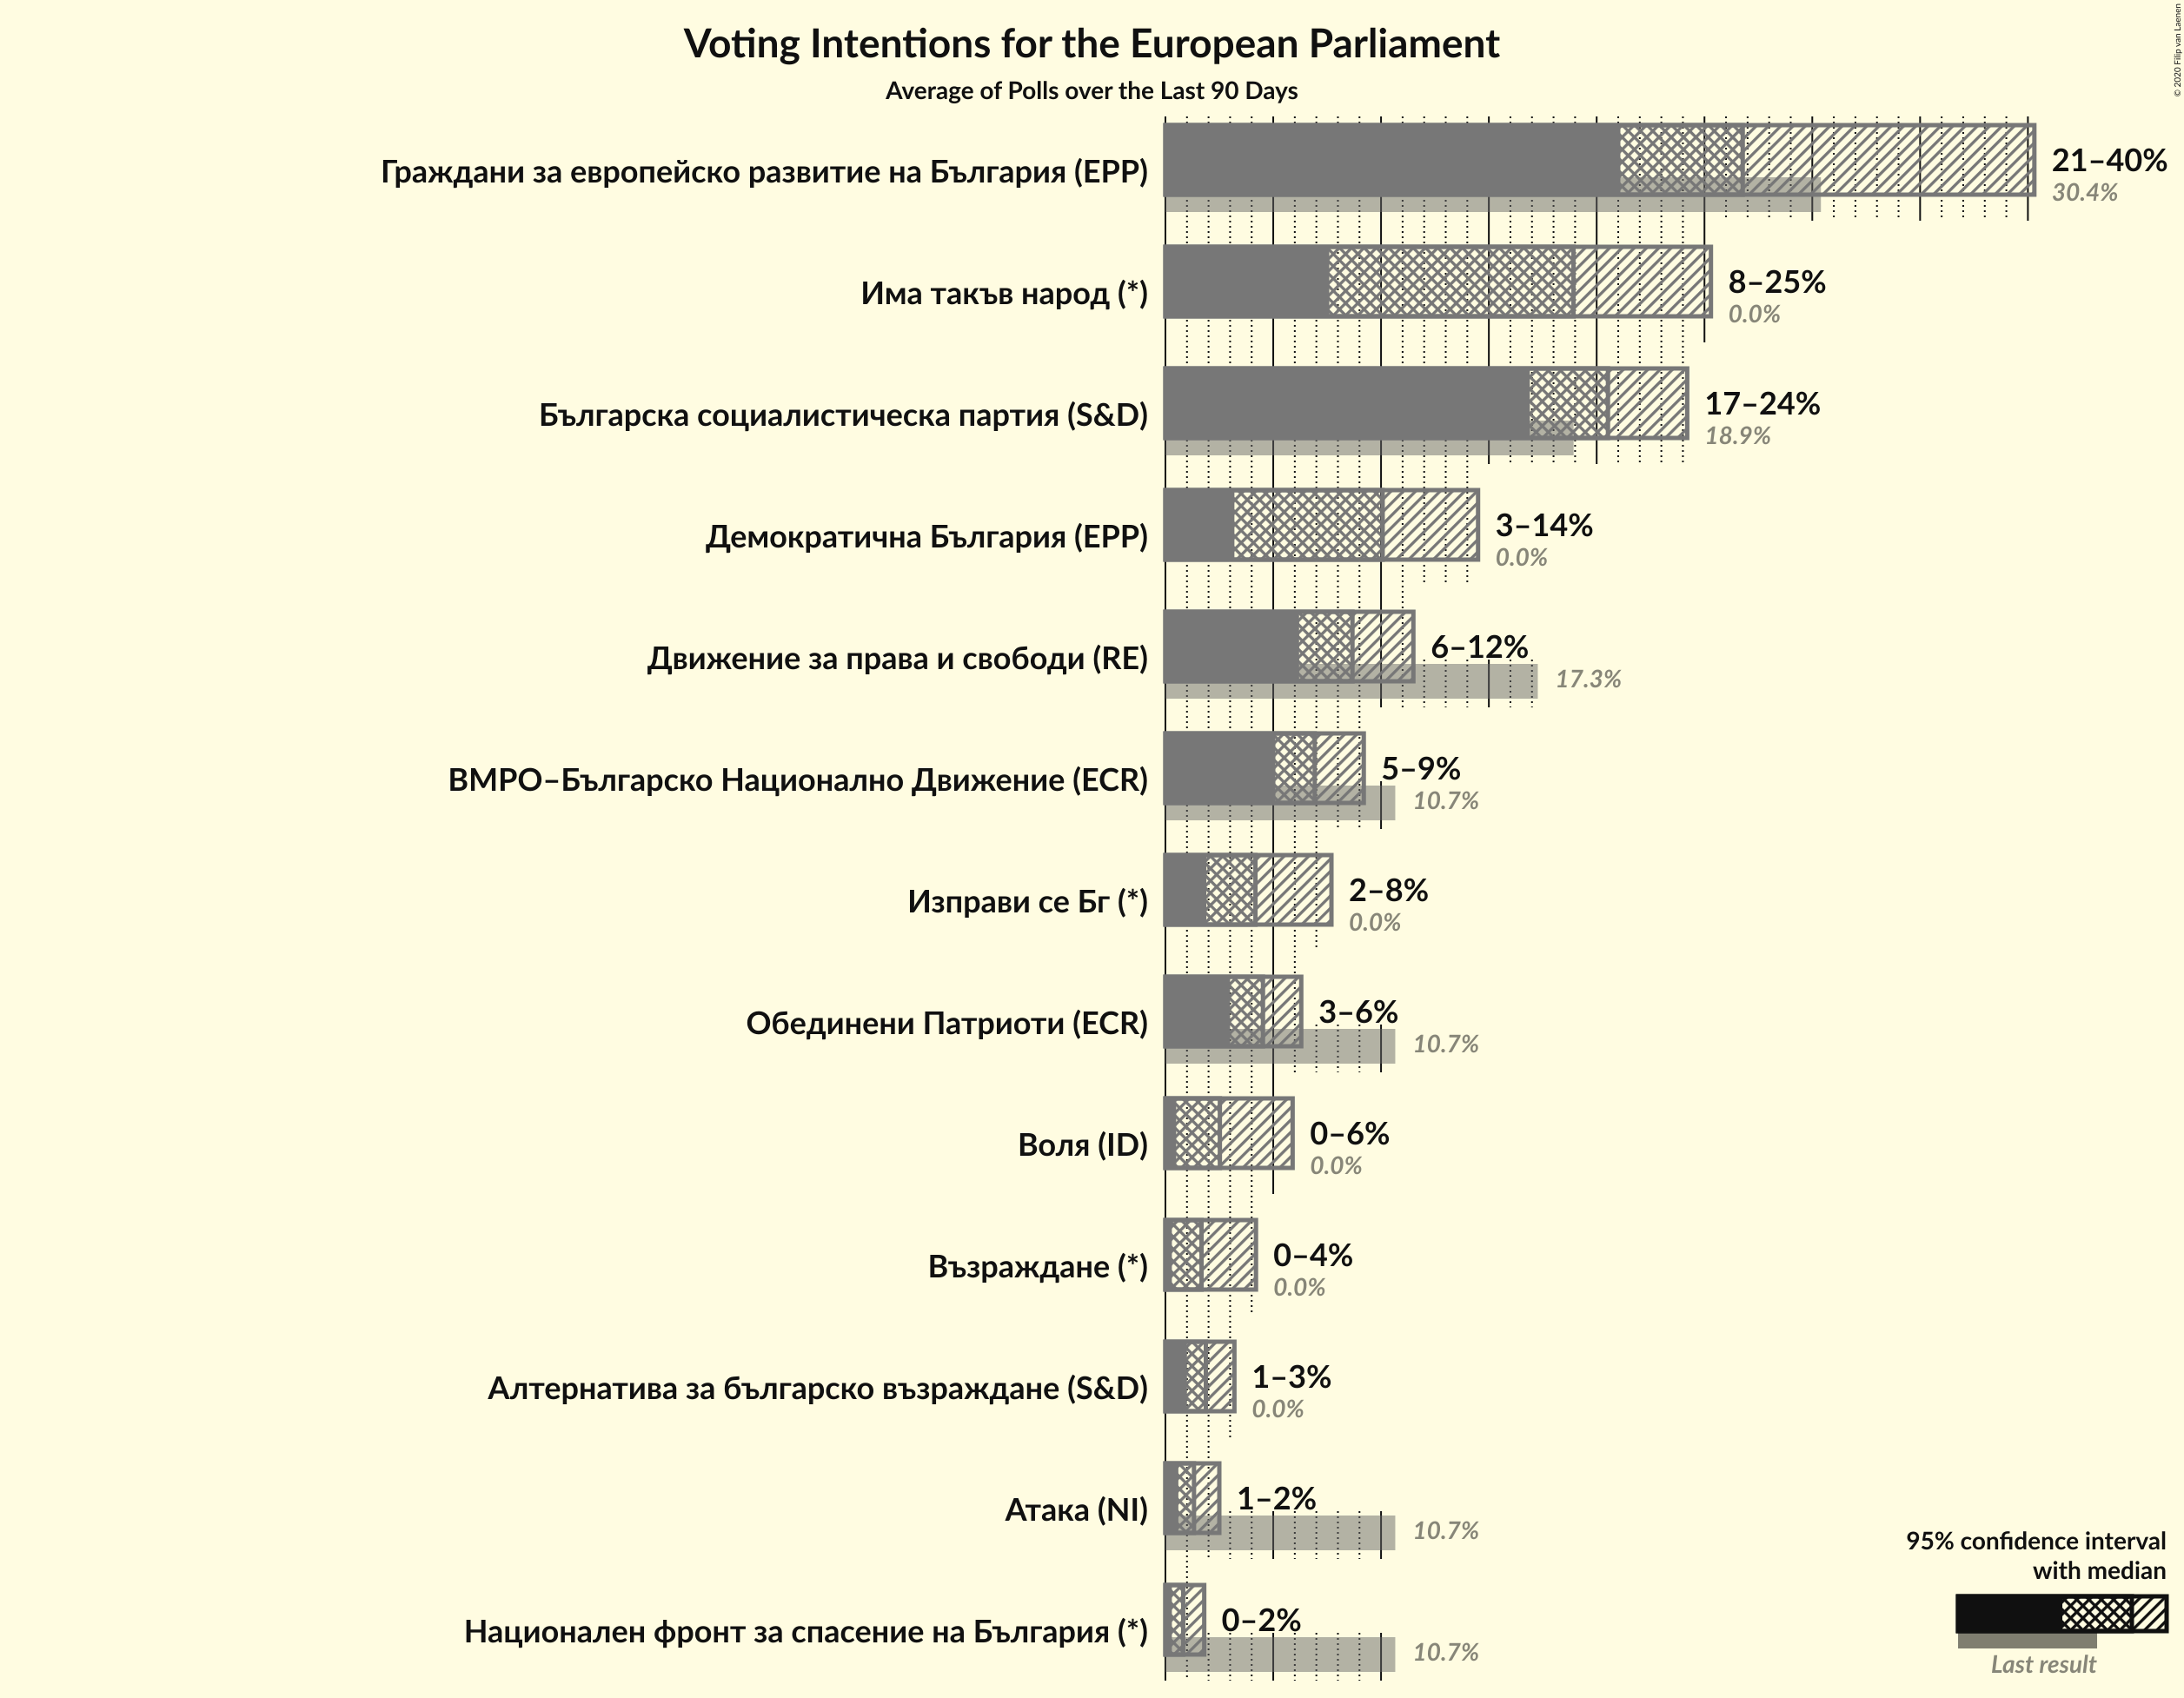 Voting Intentions for the European Parliament
Average of Polls over the Last 90 Days
© 2020 Filip van Laenen
Граждани за европейско развитие на България (EPP)
21–40%
30.4%
Има такъв народ (*)
8–25%
0.0%
Българска социалистическа партия (S&D)
17–24%
18.9%
Демократична България (EPP)
3–14%
0.0%
Движение за права и свободи (RE)
6–12%
17.3%
ВМРО–Българско Национално Движение (ECR)
5–9%
10.7%
Изправи се Бг (*)
2–8%
0.0%
Обединени Патриоти (ECR)
3–6%
10.7%
Воля (ID)
0–6%
0.0%
Възраждане (*)
0–4%
0.0%
Алтернатива за българско възраждане (S&D)
1–3%
0.0%
Атака (NI)
1–2%
10.7%
Национален фронт за спасение на България (*)
0–2%
10.7%
95% confidence interval
with median
Last result